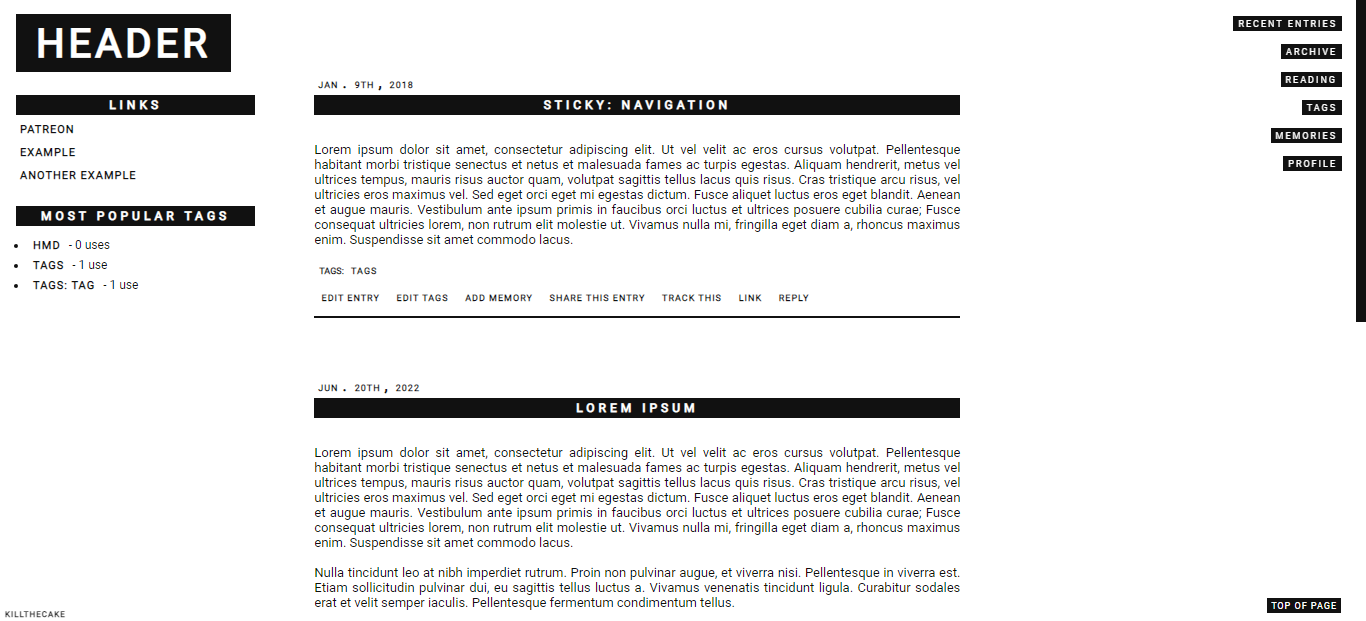 HEADER
LINKS
PATREON
EXAMPLE
ANOTHER EXAMPLE
MOST POPULAR TAGS
HMD - 0 uses
TAGS - 1 use
TAGS: TAG - 1 use
JAN . 9TH , 2018
STICKY: NAVIGATION
Lorem ipsum dolor sit amet, consectetur adipiscing elit. Ut vel velit ac eros cursus volutpat. Pellentesque
habitant morbi tristique senectus et netus et malesuada fames ac turpis egestas. Aliquam hendrerit, metus vel
ultrices tempus, mauris risus auctor quam, volutpat sagittis tellus lacus quis risus. Cras tristique arcu risus, vel
ultricies eros maximus vel. Sed eget orci eget mi egestas dictum. Fusce aliquet luctus eros eget blandit. Aenean
et augue mauris. Vestibulum ante ipsum primis in faucibus orci luctus et ultrices posuere cubilia curae; Fusce
consequat ultricies lorem, non rutrum elit molestie ut. Vivamus nulla mi, fringilla eget diam a, rhoncus maximus
enim. Suspendisse sit amet commodo lacus.
TAGS: TAGS
EDIT ENTRY EDIT TAGS ADD MEMORY SHARE THIS ENTRY TRACK THIS LINK REPLY
JUN . 20TH , 2022
LOREM IPSUM
Lorem ipsum dolor sit amet, consectetur adipiscing elit. Ut vel velit ac eros cursus volutpat. Pellentesque
habitant morbi tristique senectus et netus et malesuada fames ac turpis egestas. Aliquam hendrerit, metus vel
ultrices tempus, mauris risus auctor quam, volutpat sagittis tellus lacus quis risus. Cras tristique arcu risus, vel
ultricies eros maximus vel. Sed eget orci eget mi egestas dictum. Fusce aliquet luctus eros eget blandit. Aenean
et augue mauris. Vestibulum ante ipsum primis in faucibus orci luctus et ultrices posuere cubilia curae; Fusce
consequat ultricies lorem, non rutrum elit molestie ut. Vivamus nulla mi, fringilla eget diam a, rhoncus maximus
enim. Suspendisse sit amet commodo lacus.
Nulla tincidunt leo at nibh imperdiet rutrum. Proin non pulvinar augue, et viverra nisi. Pellentesque in viverra est.
Etiam sollicitudin pulvinar dui, eu sagittis tellus luctus a. Vivamus venenatis tincidunt ligula. Curabitur sodales
erat et velit semper iaculis. Pellentesque fermentum condimentum tellus.
RECENT ENTRIES
ARCHIVE
READING
TAGS
MEMORIES
PROFILE
TOP OF PAGE
KILLTHECAKE